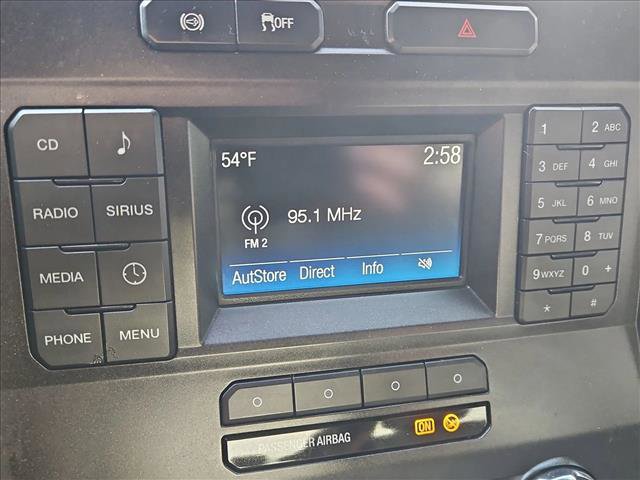 OFF
CD
RADIO SIRIUS
MEDIA
PHONE MENU
54°F 2:58
95.1 MHz
FM 2
AutStore Direct Info
1 2 ABC
3 DEF 4 GHI
5 JKL 6 MNO
7 PQRS 8 TUV
9 WXYZ 0 +
* #
PASSENGER AIRBAG ON